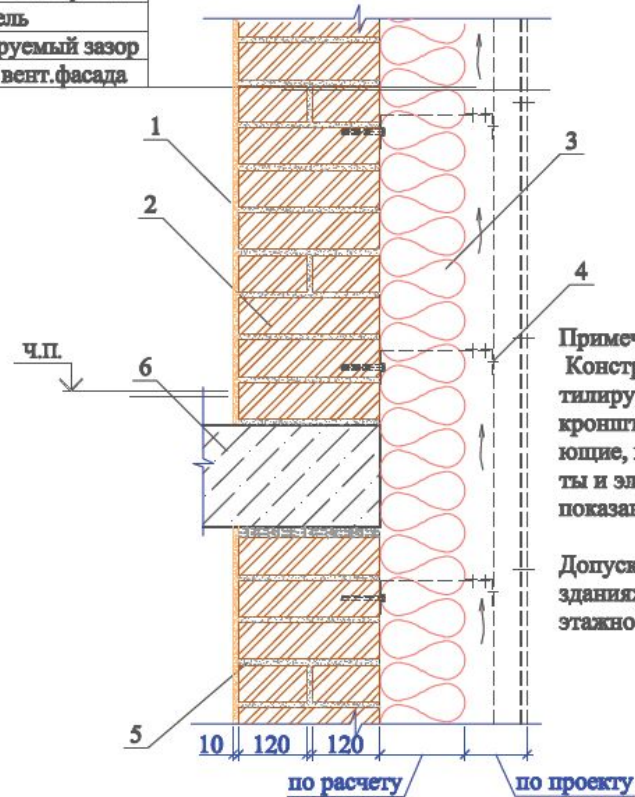 ель
руемый зазор
вент.фасада
1
2
3
4
Ч.П.
6
Примеч
Констр
тилиру
кроншт
ющие,
ты и эл
показан
Допуск
зданиях
этажно
5
10 120 120
по расчету
по проекту